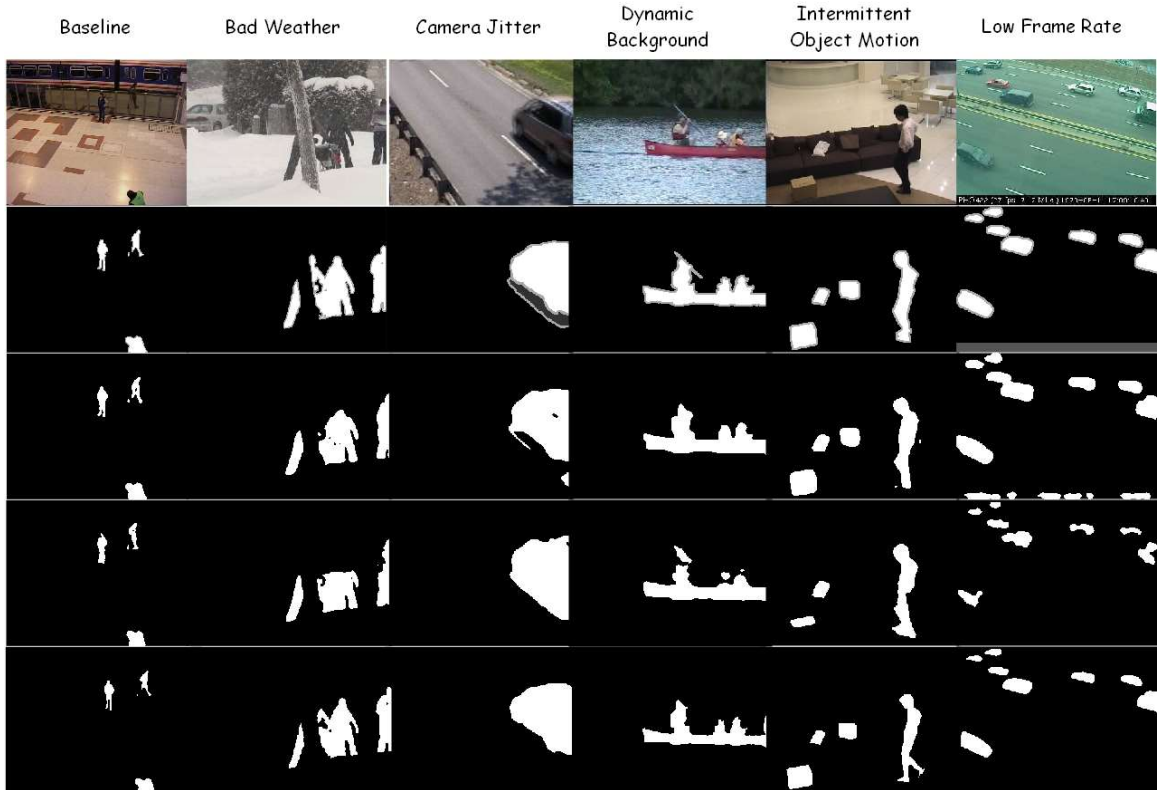 Baseline
Bad Weather
Camera Jitter
Dynamic
Background
Intermittent
Object Motion
Low Frame Rate